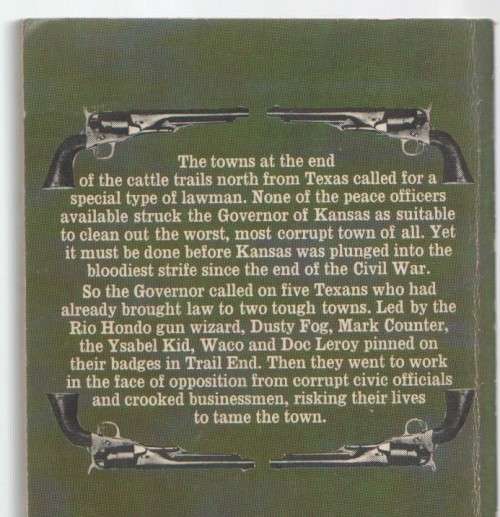 The towns at the end
of the cattle trails north from Texas called for a
special type of lawman. None of the peace officers
available struck the Governor of Kansas as suitable
to clean out the worst, most corrupt town of all. Yet
it must be done before Kansas was plunged into the
bloodiest strife since the end of the Civil War.
So the Governor called on five Texans who had
already brought law to two tough towns. Led by the
Rio Hondo gun wizard, Dusty Fog, Mark Counter,
the Ysabel Kid, Waco and Doc Leroy pinned on
their badges in Trail End. Then they went to work
in the face of opposition from corrupt civic officials
and crooked businessmen, risking their lives
to tame the town.